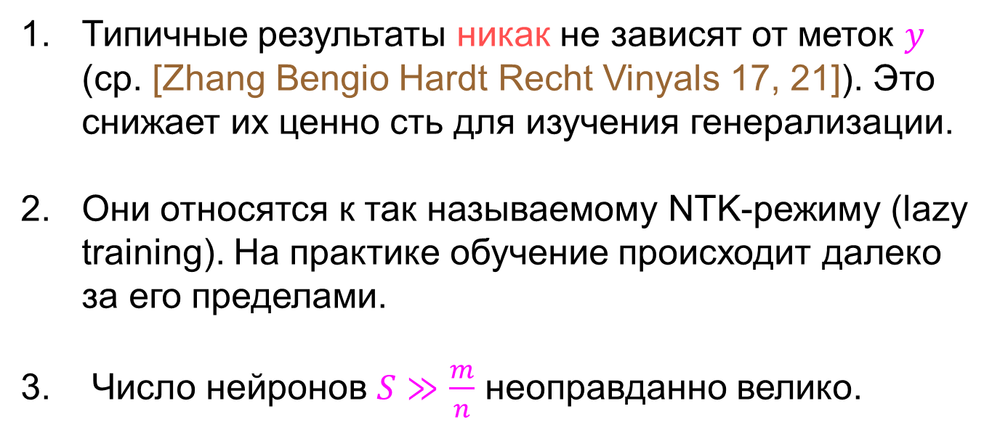 1. Типичные результаты никак не зависят от меток y
(ср. [Zhang Bengio Hardt Recht Vinyals 17, 21]). Это
снижает их ценно сть для изучения генерализации.
2. Они относятся к так называемому NTK-режиму (lazy
training). На практике обучение происходит далеко
за его пределами.
3. Число нейронов S ≫ m/n неоправданно велико.